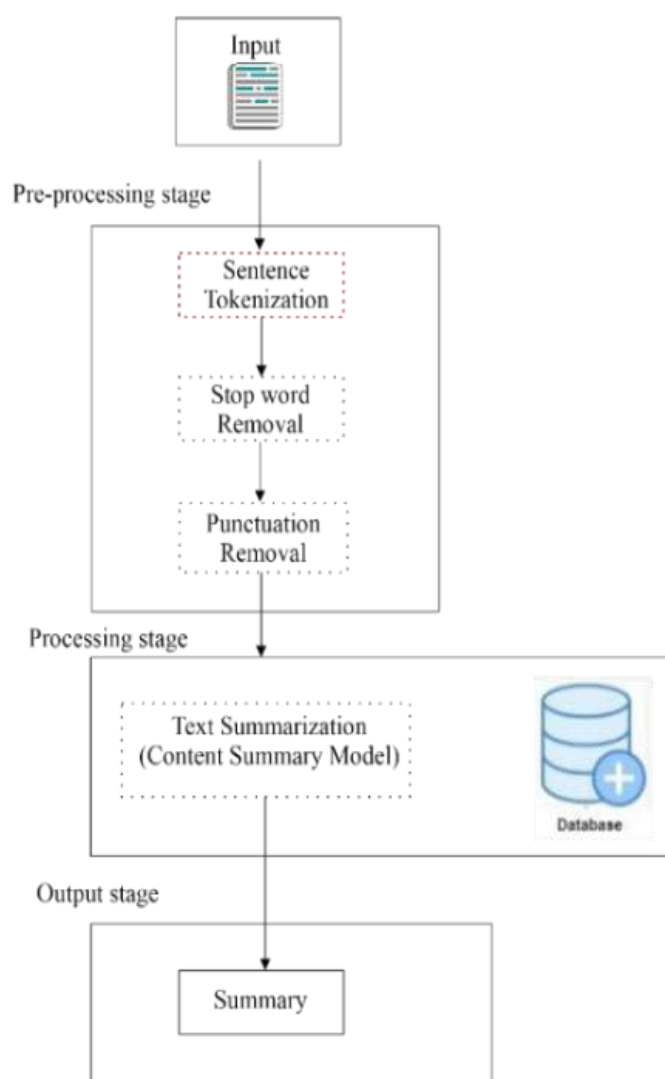 Input
Pre-processing stage
Sentence
Tokenization
Stop word
Removal
Punctuation
Removal
Processing stage
Text Summarization
(Content Summary Model)
Database
Output stage
Summary